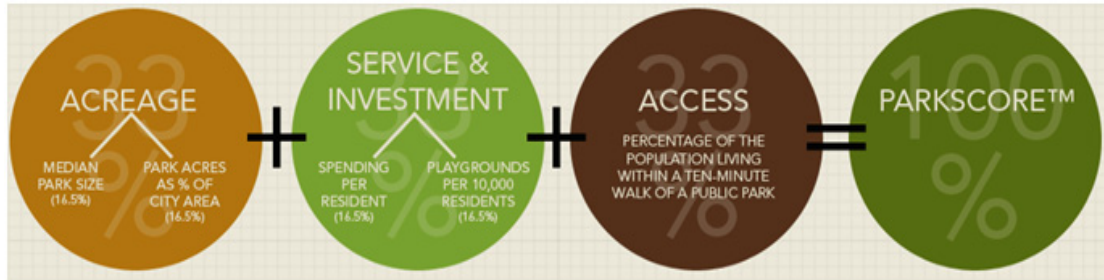 33
%
ACREAGE
MEDIAN
PARK SIZE
(16.5%)
PARK ACRES
AS % OF
CITY AREA
(16.5%)
+
33
%
SERVICE &
INVESTMENT
SPENDING
PER
RESIDENT
(16.5%)
PLAYGROUNDS
PER 10,000
RESIDENTS
(16.5%)
+
33
%
ACCESS
PERCENTAGE OF THE
POPULATION LIVING
WITHIN A TEN-MINUTE
WALK OF A PUBLIC PARK
=
100
%
PARKSCORE™